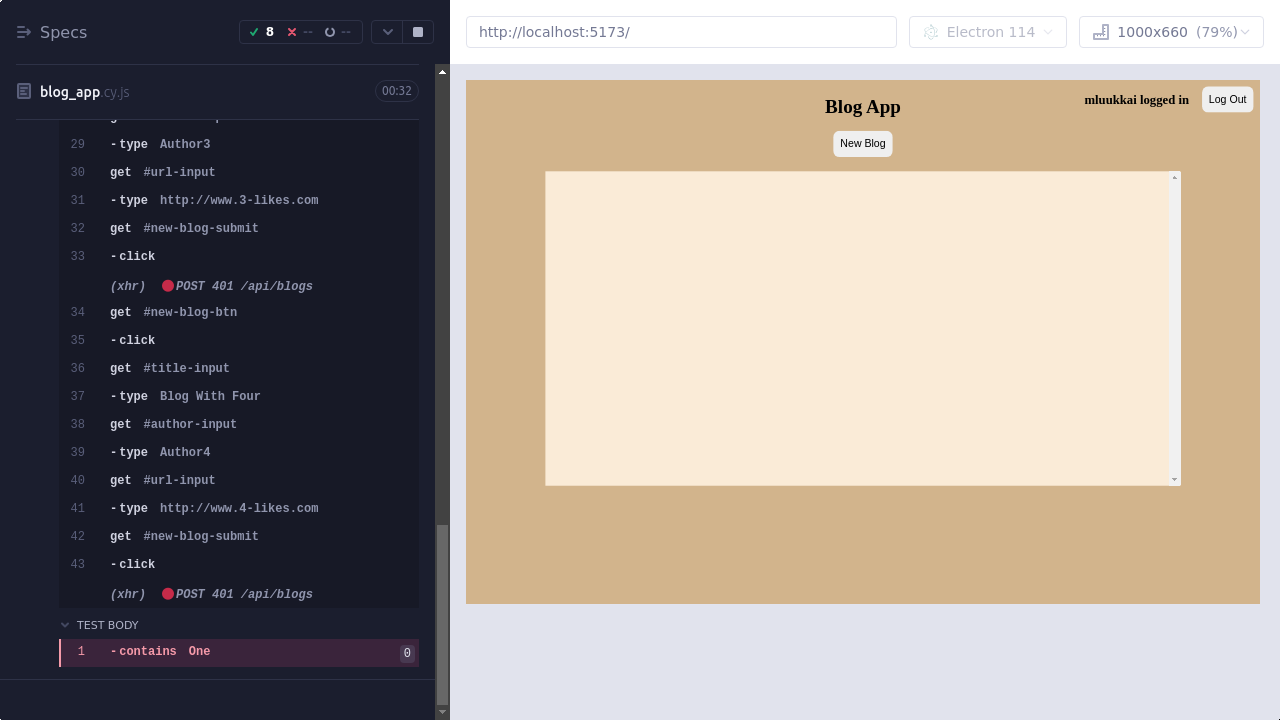 Specs
8 -- --
blog_app.cy.js 00:32
29 -type Author3
30 get #url-input
31 -type http://www.3-likes.com
32 get #new-blog-submit
33 -click
(xhr) POST 401 /api/blogs
34 get #new-blog-btn
35 -click
36 get #title-input
37 -type Blog With Four
38 get #author-input
39 -type Author4
40 get #url-input
41 -type http://www.4-likes.com
42 get #new-blog-submit
43 -click
(xhr) POST 401 /api/blogs
TEST BODY
1 -contains One 0
http://localhost:5173/
Electron 114
1000x660 (79%)
mluukkai logged in
Log Out
Blog App
New Blog